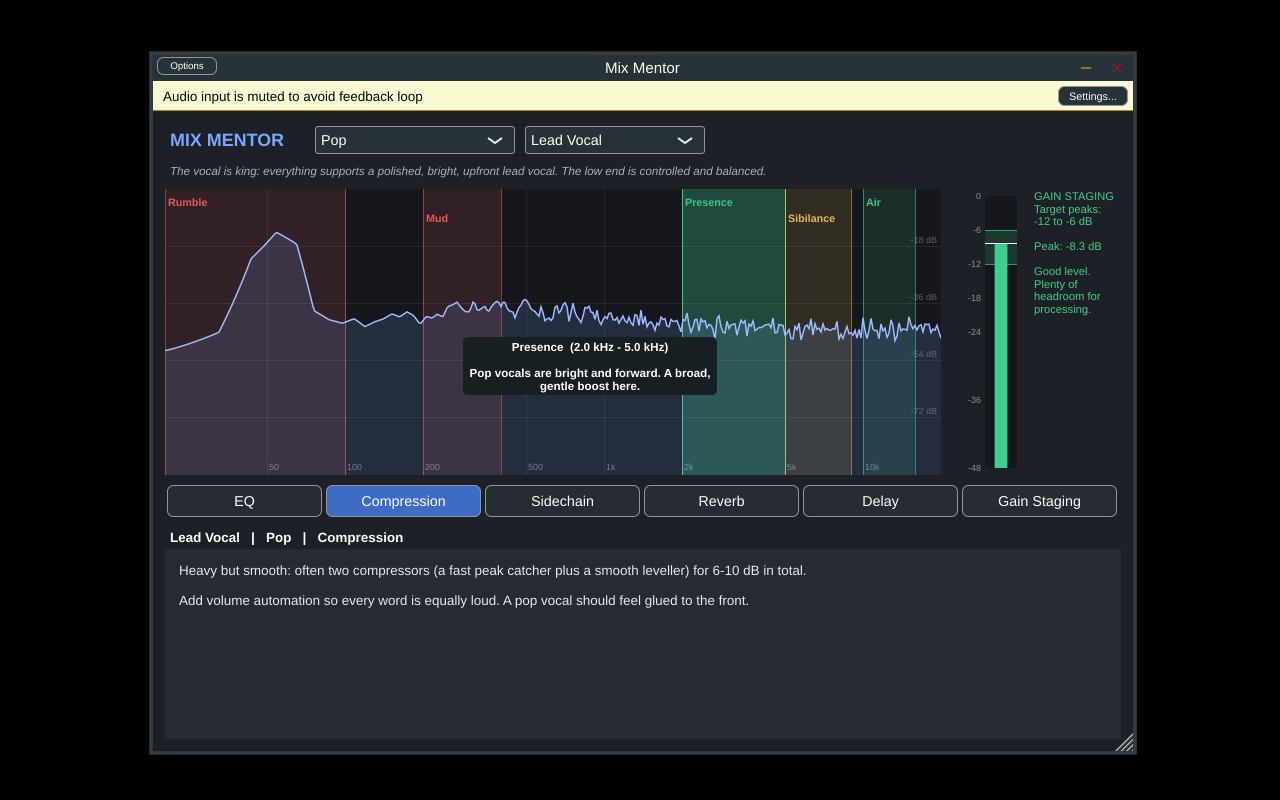 Options
Mix Mentor
Audio input is muted to avoid feedback loop
Settings...
MIX MENTOR
Pop
Lead Vocal
The vocal is king: everything supports a polished, bright, upfront lead vocal. The low end is controlled and balanced.
Rumble
Mud
Presence
Sibilance
Air
-18 dB
-36 dB
-54 dB
-72 dB
Presence (2.0 kHz - 5.0 kHz)
Pop vocals are bright and forward. A broad,
gentle boost here.
50
100
200
500
1k
2k
5k
10k
0
-6
-12
-18
-24
-36
-48
GAIN STAGING
Target peaks:
-12 to -6 dB
Peak: -8.3 dB
Good level.
Plenty of
headroom for
processing.
EQ
Compression
Sidechain
Reverb
Delay
Gain Staging
Lead Vocal | Pop | Compression
Heavy but smooth: often two compressors (a fast peak catcher plus a smooth leveller) for 6-10 dB in total.
Add volume automation so every word is equally loud. A pop vocal should feel glued to the front.